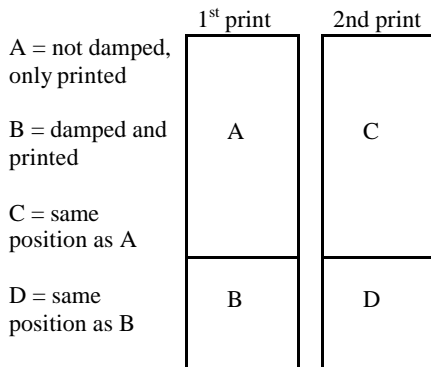 1st print 2nd print
A = not damped,
only printed
B = damped and
printed
A C
C = same
position as A
D = same
position as B
B D